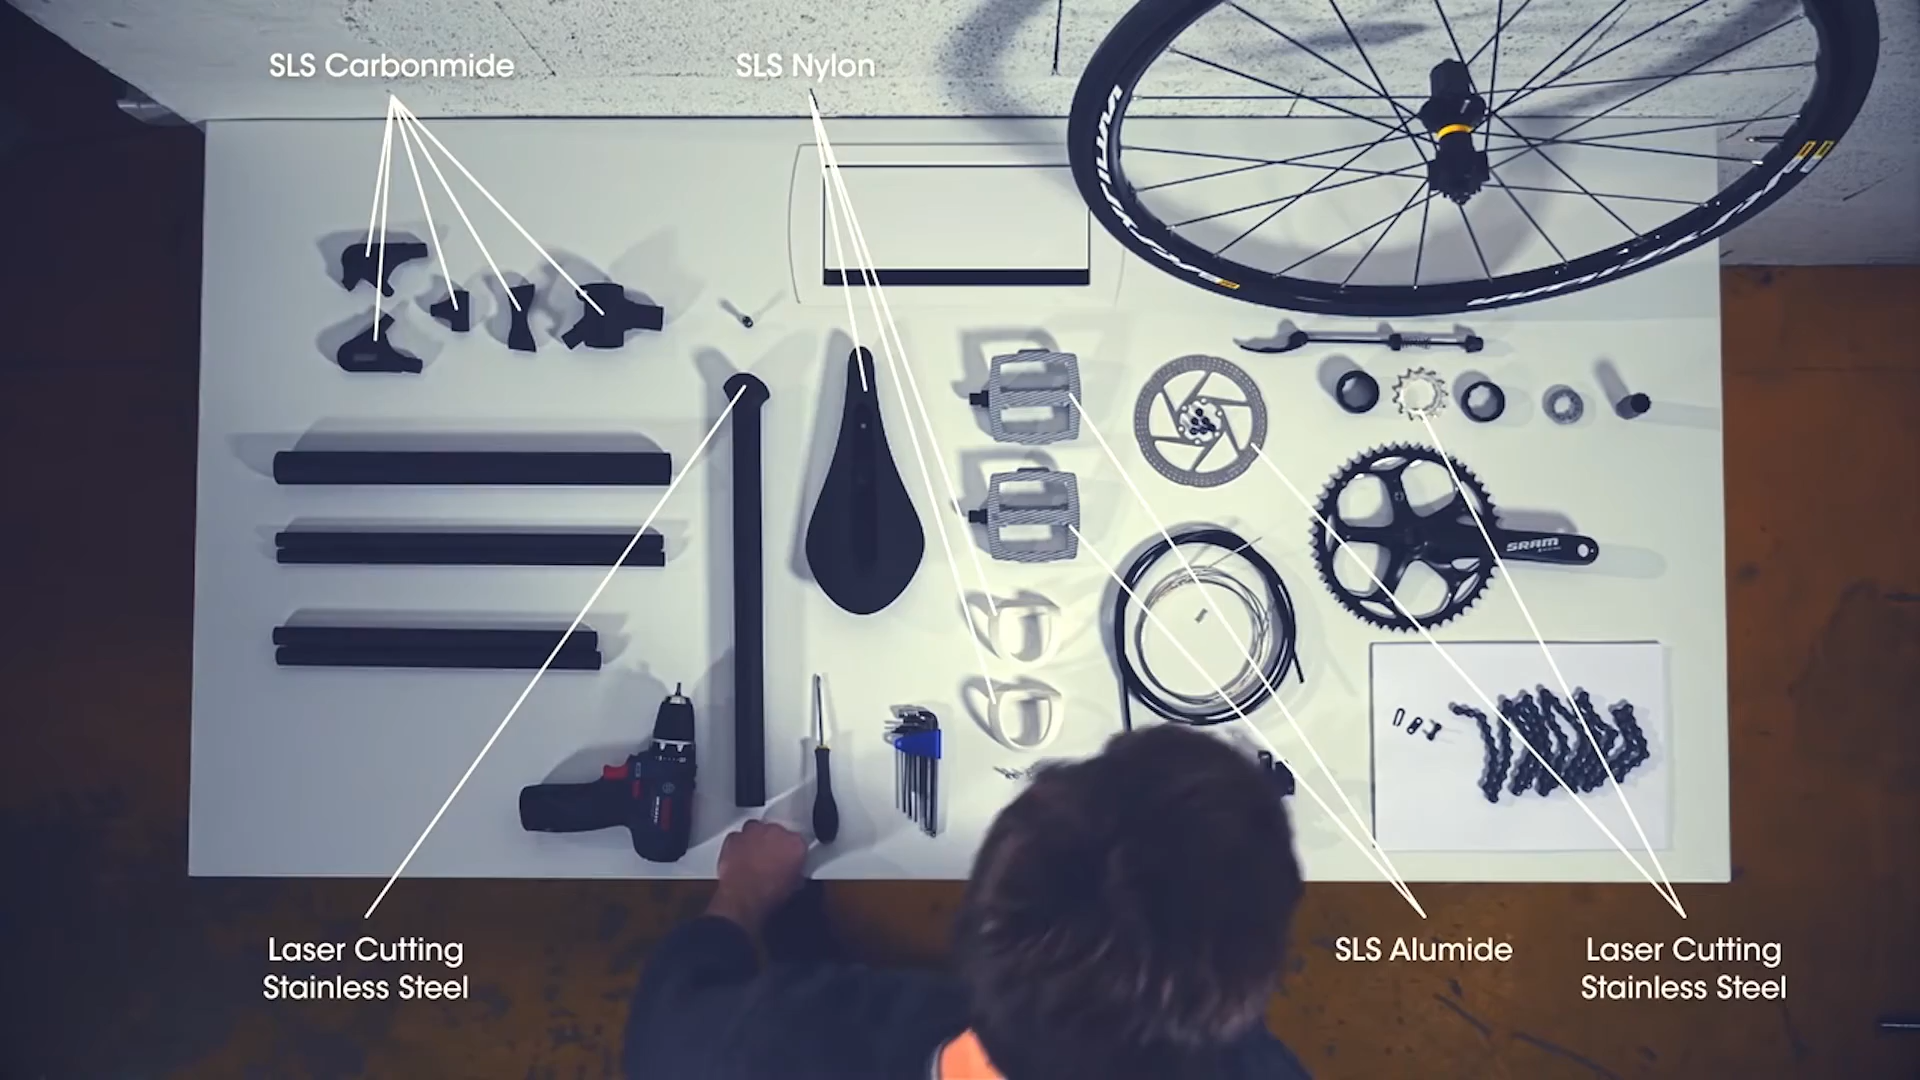 SLS Carbonmide
SLS Nylon
SRAM
SLS Alumide
Laser Cutting
Stainless Steel
Laser Cutting
Stainless Steel